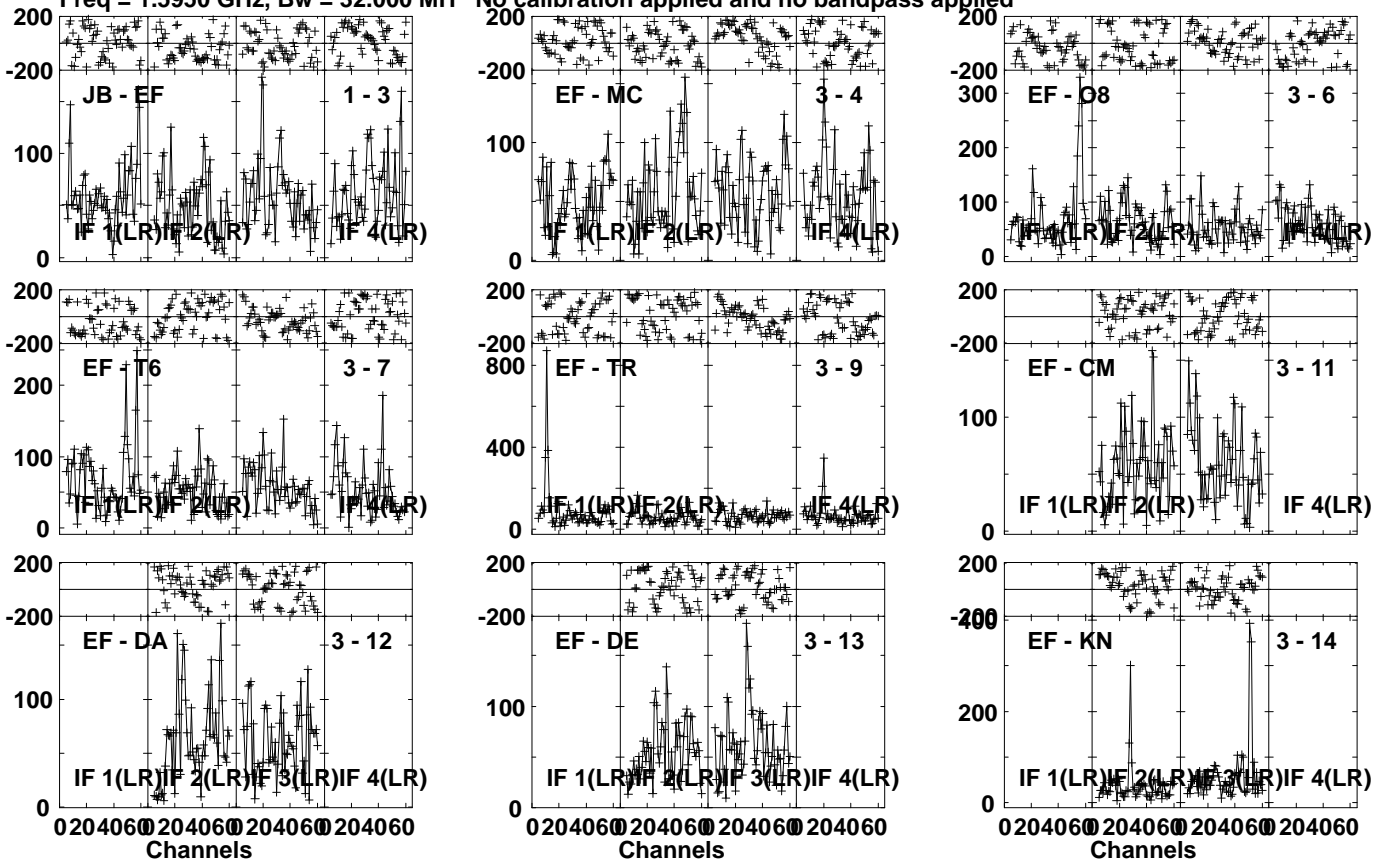 Freq = 1.5950 GHz, Bw = 32.000 MH No calibration applied and no bandpass applied
200 200 200
-200 -200 -200
JB - EF 1 - 3 EF - MC 3 - 4 EF - O8 3 - 6
300
200
100 100 100
IF 1(LR) IF 2(LR) IF 4(LR) IF 1(LR) IF 2(LR) IF 4(LR) IF 1(LR) IF 2(LR) IF 4(LR)
0 0 0
200 200 200
-200 -200 -200
EF - T6 3 - 7 EF - TR 3 - 9 EF - CM 3 - 11
200 800
100 400 100
IF 1(LR) IF 2(LR) IF 4(LR) IF 1(LR) IF 2(LR) IF 4(LR) IF 1(LR) IF 2(LR) IF 4(LR)
0 0 0
200 200 200
-200 -200 -200
400
EF - DA 3 - 12 EF - DE 3 - 13 EF - KN 3 - 14
100 100 200
IF 1(LR) IF 2(LR) IF 3(LR) IF 4(LR) IF 1(LR) IF 2(LR) IF 3(LR) IF 4(LR) IF 1(LR) IF 2(LR) IF 3(LR) IF 4(LR)
0 0 0
0 20 40 60 0 20 40 60 0 20 40 60 0 20 40 60 0 20 40 60 0 20 40 60 0 20 40 60 0 20 40 60 0 20 40 60 0 20 40 60 0 20 40 60 0 20 40 60
Channels Channels Channels